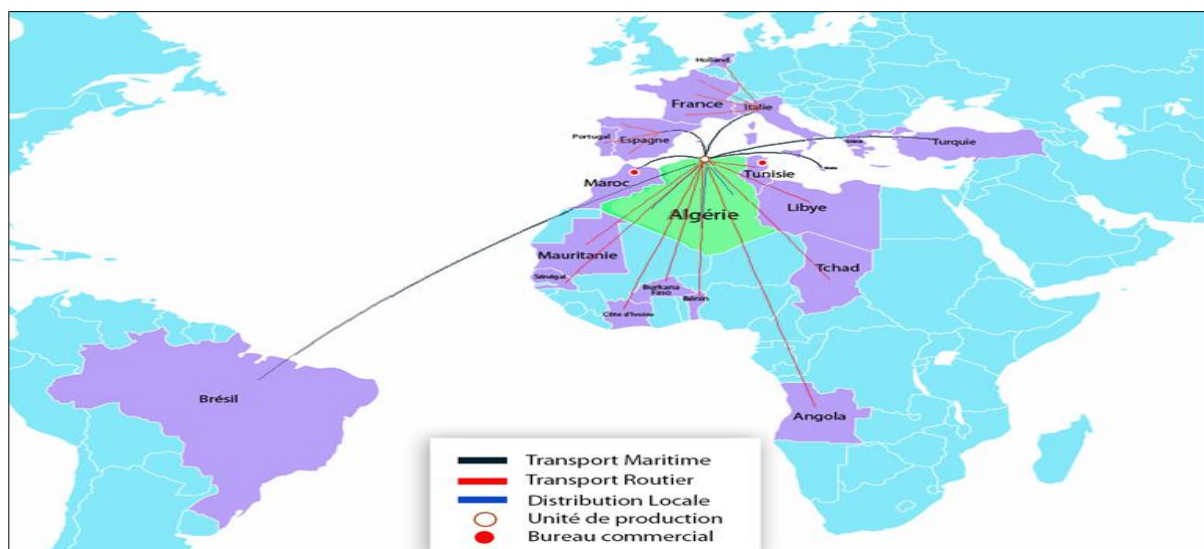 Holland
France
Italie
Portugal
Espagne
Turquie
Maroc
Tunisie
Algérie
Libye
Mauritanie
Tchad
Sénégal
Burkana
Faso
Bénin
Côte d'Ivoire
Brésil
Angola
Transport Maritime
Transport Routier
Distribution Locale
Unité de production
Bureau commercial